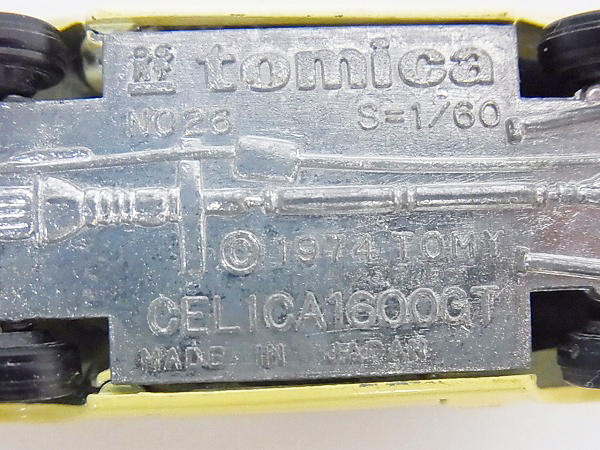 tomica
NO26 S=1/60
© 1974 TOMY
CELICA1600GT
MADE IN JAPAN